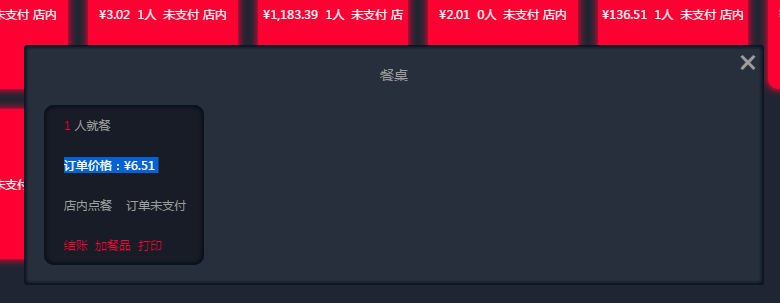 未支付 店内
¥3.02 1人 未支付 店内
¥1,183.39 1人 未支付 店
¥2.01 0人 未支付 店内
¥136.51 1人 未支付 店内
餐桌
1 人就餐
订单价格：¥6.51
未支付
店内点餐 订单未支付
结账 加餐品 打印